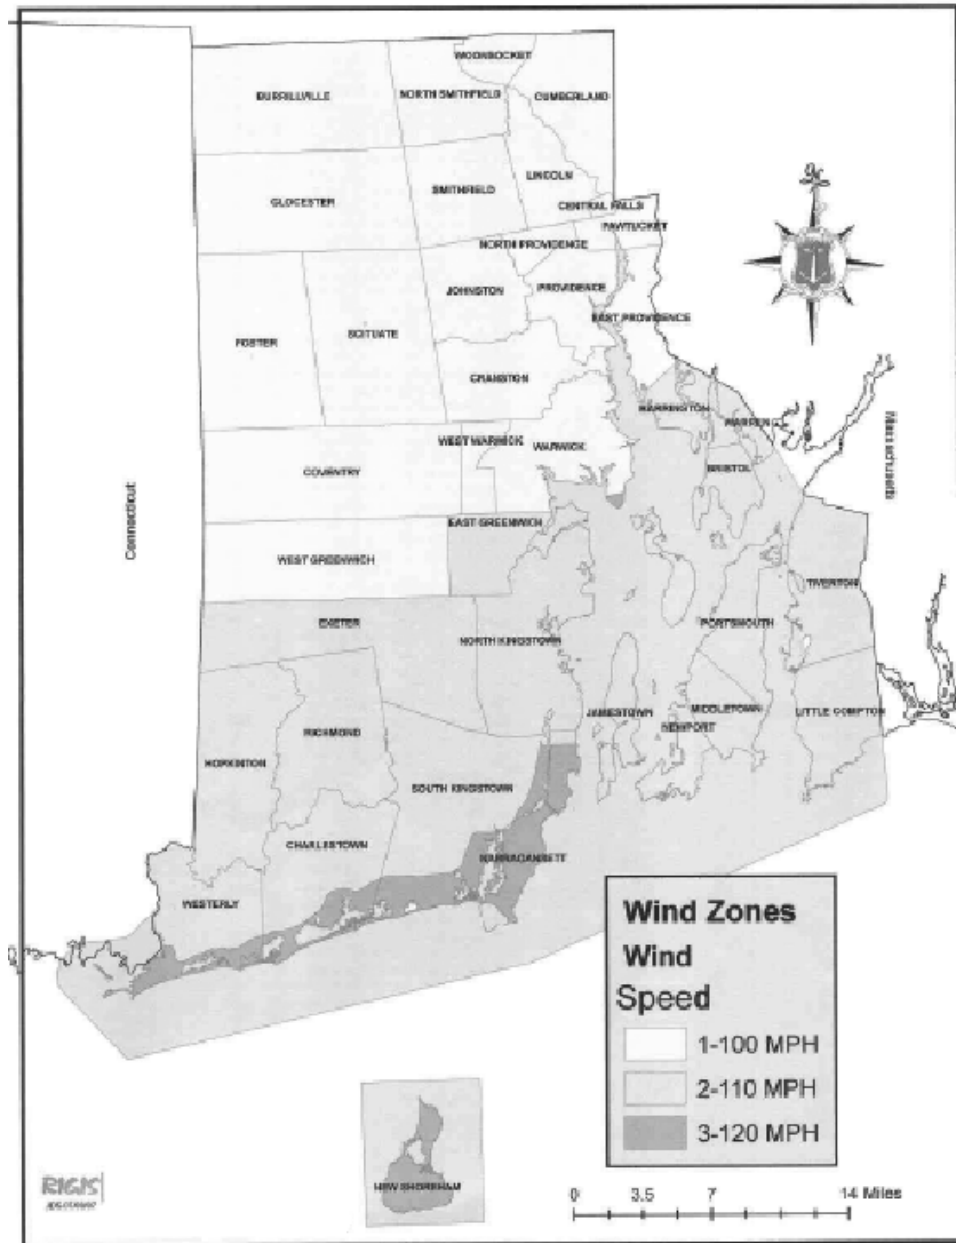 WOONSOCKET
BURRILLVILLE
NORTH SMITHFIELD
CUMBERLAND
LINCOLN
SMITHFIELD
GLOCESTER
CENTRAL FALLS
PAWTUCKET
NORTH PROVIDENCE
JOHNSTON
PROVIDENCE
EAST PROVIDENCE
SCITUATE
FOSTER
CRANSTON
BARRINGTON
WARREN
Massachusetts
WEST WARWICK
WARWICK
COVENTRY
BRISTOL
Connecticut
EAST GREENWICH
WEST GREENWICH
TIVERTON
EXETER
PORTSMOUTH
NORTH KINGSTOWN
JAMESTOWN
MIDDLETOWN
LITTLE COMPTON
NEWPORT
RICHMOND
HOPKINTON
SOUTH KINGSTOWN
CHARLESTOWN
NARRAGANSETT
WESTERLY
Wind Zones
Wind
Speed
1-100 MPH
2-110 MPH
3-120 MPH
NEW SHOREHAM
RIGIS
0 3.5 7 14 Miles